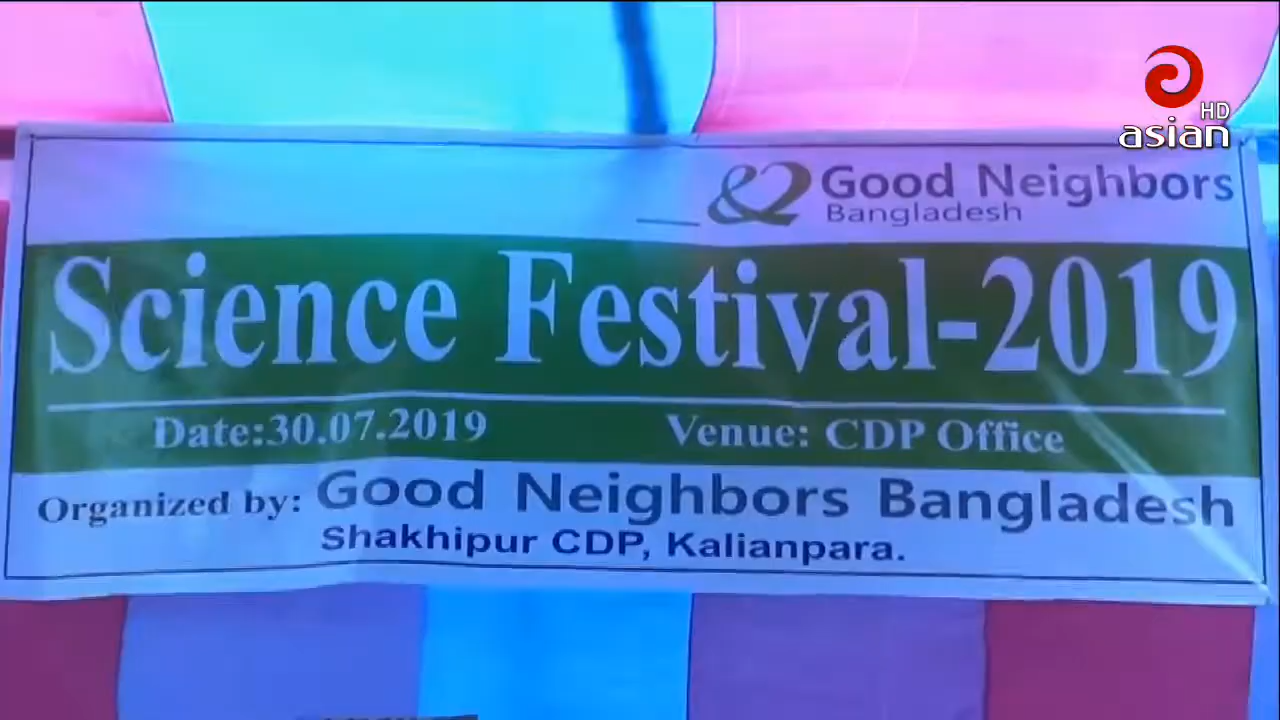 HD
asian
Good Neighbors
Bangladesh
Science Festival-2019
Date:30.07.2019 Venue: CDP Office
Organized by: Good Neighbors Bangladesh
Shakhipur CDP, Kalianpara.